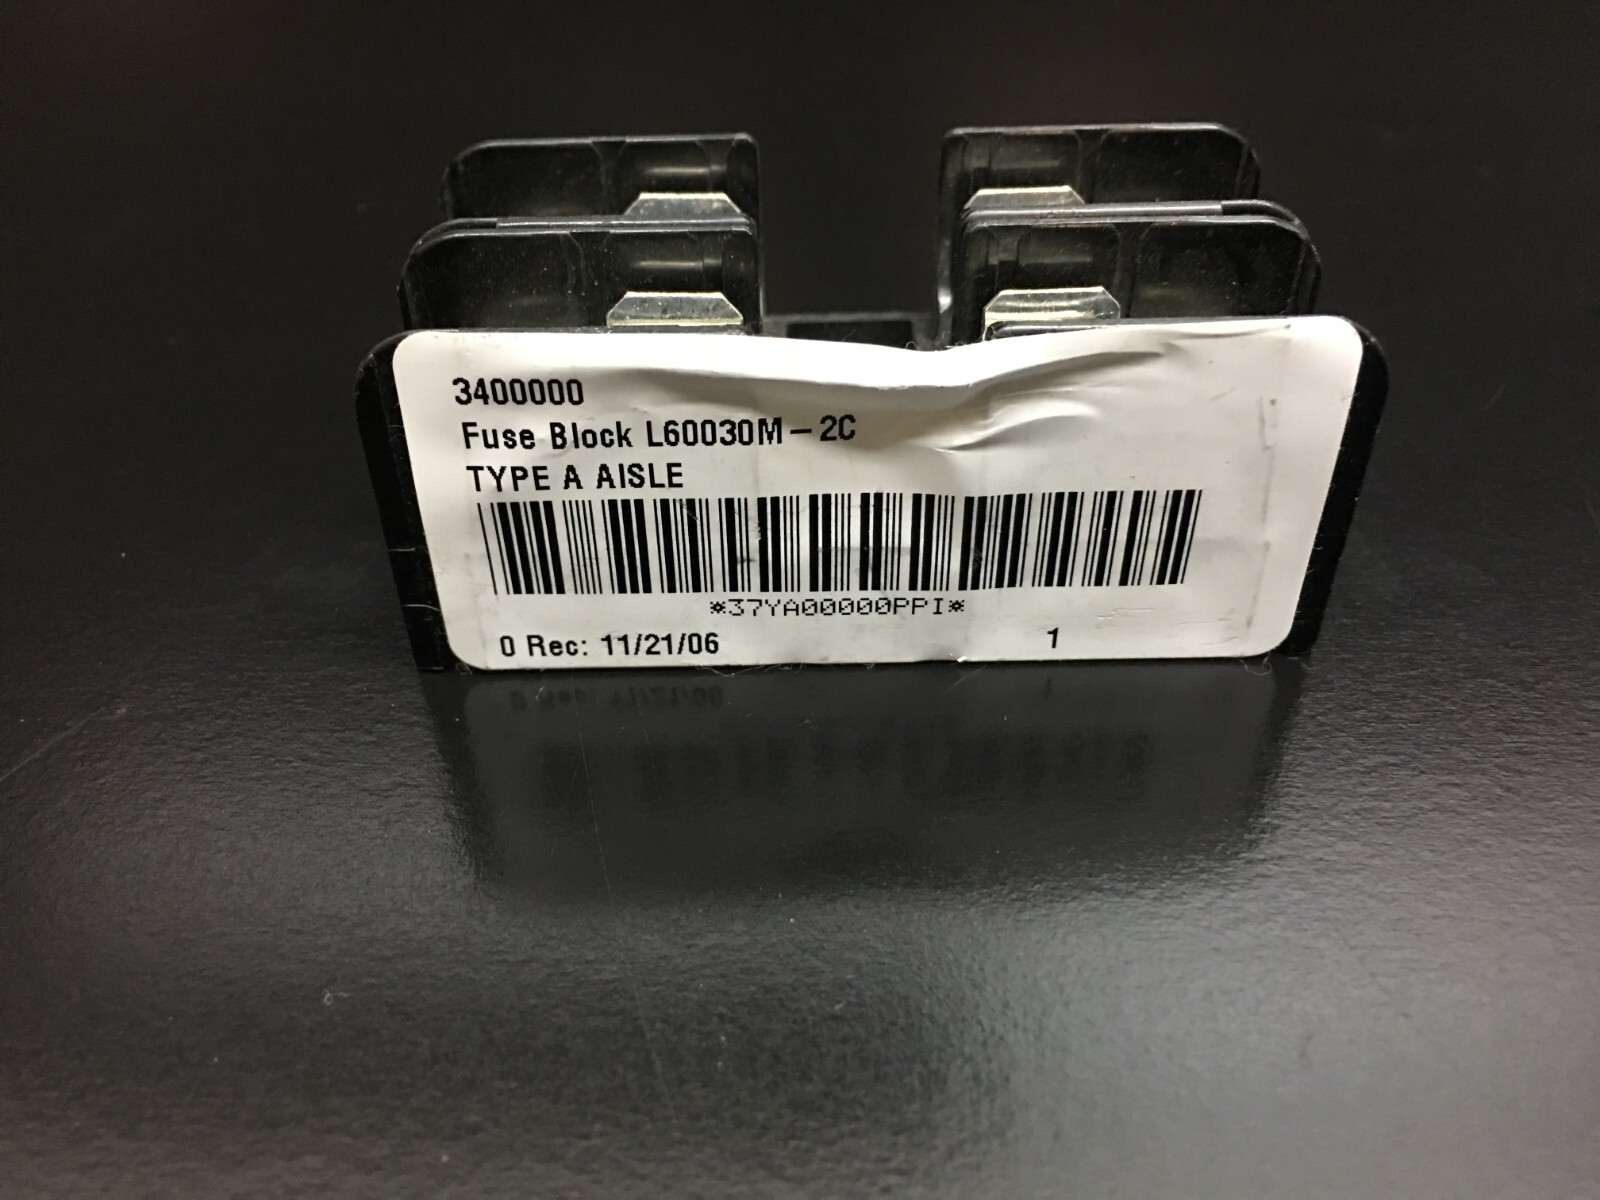 3400000
Fuse Block L60030M-2C
TYPE A AISLE
*37YA00000PPI*
0 Rec: 11/21/06 1